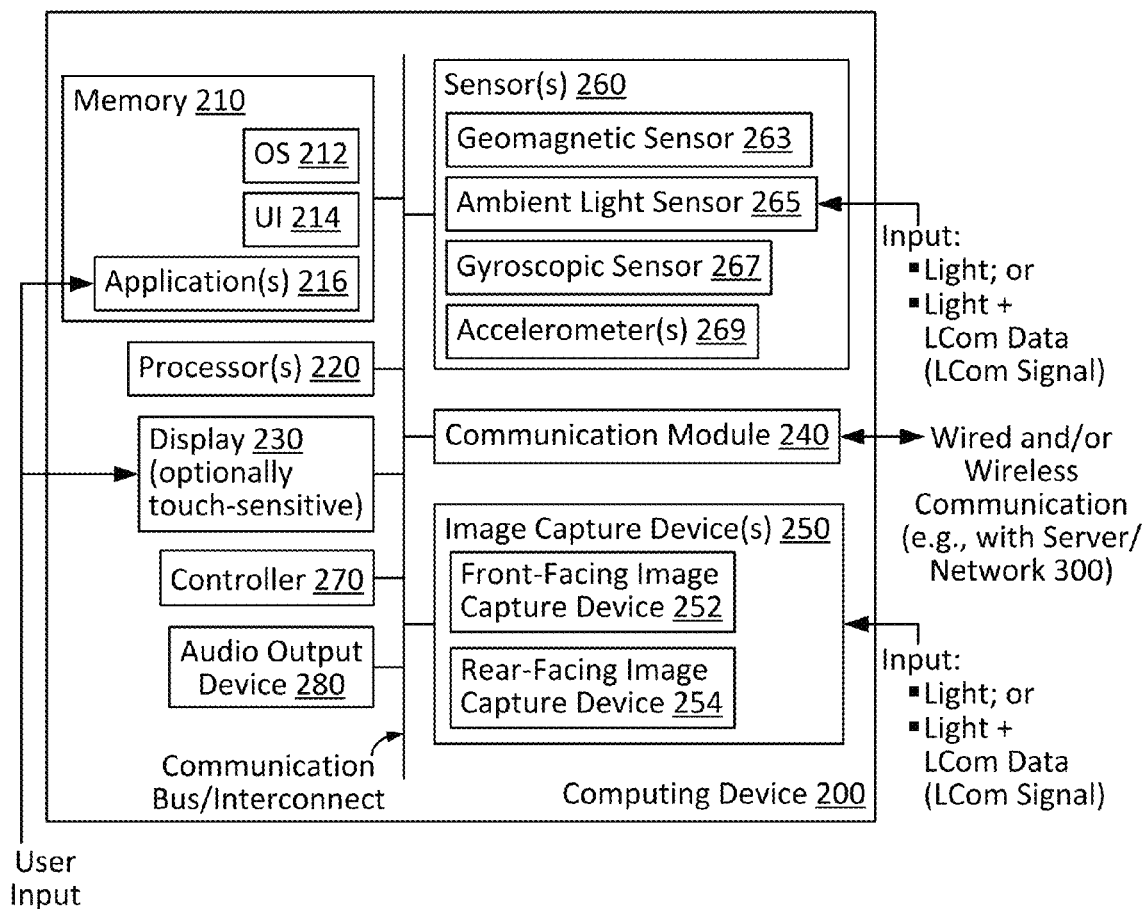 Memory 210
OS 212
UI 214
Application(s) 216
Processor(s) 220
Display 230
(optionally
touch-sensitive)
Controller 270
Audio Output
Device 280
Communication
Bus/Interconnect
Sensor(s) 260
Geomagnetic Sensor 263
Ambient Light Sensor 265
Gyroscopic Sensor 267
Accelerometer(s) 269
Communication Module 240
Image Capture Device(s) 250
Front-Facing Image
Capture Device 252
Rear-Facing Image
Capture Device 254
Computing Device 200
Input:
▪Light; or
▪Light +
LCom Data
(LCom Signal)
Wired and/or
Wireless
Communication
(e.g., with Server/
Network 300)
Input:
▪Light; or
▪Light +
LCom Data
(LCom Signal)
User
Input